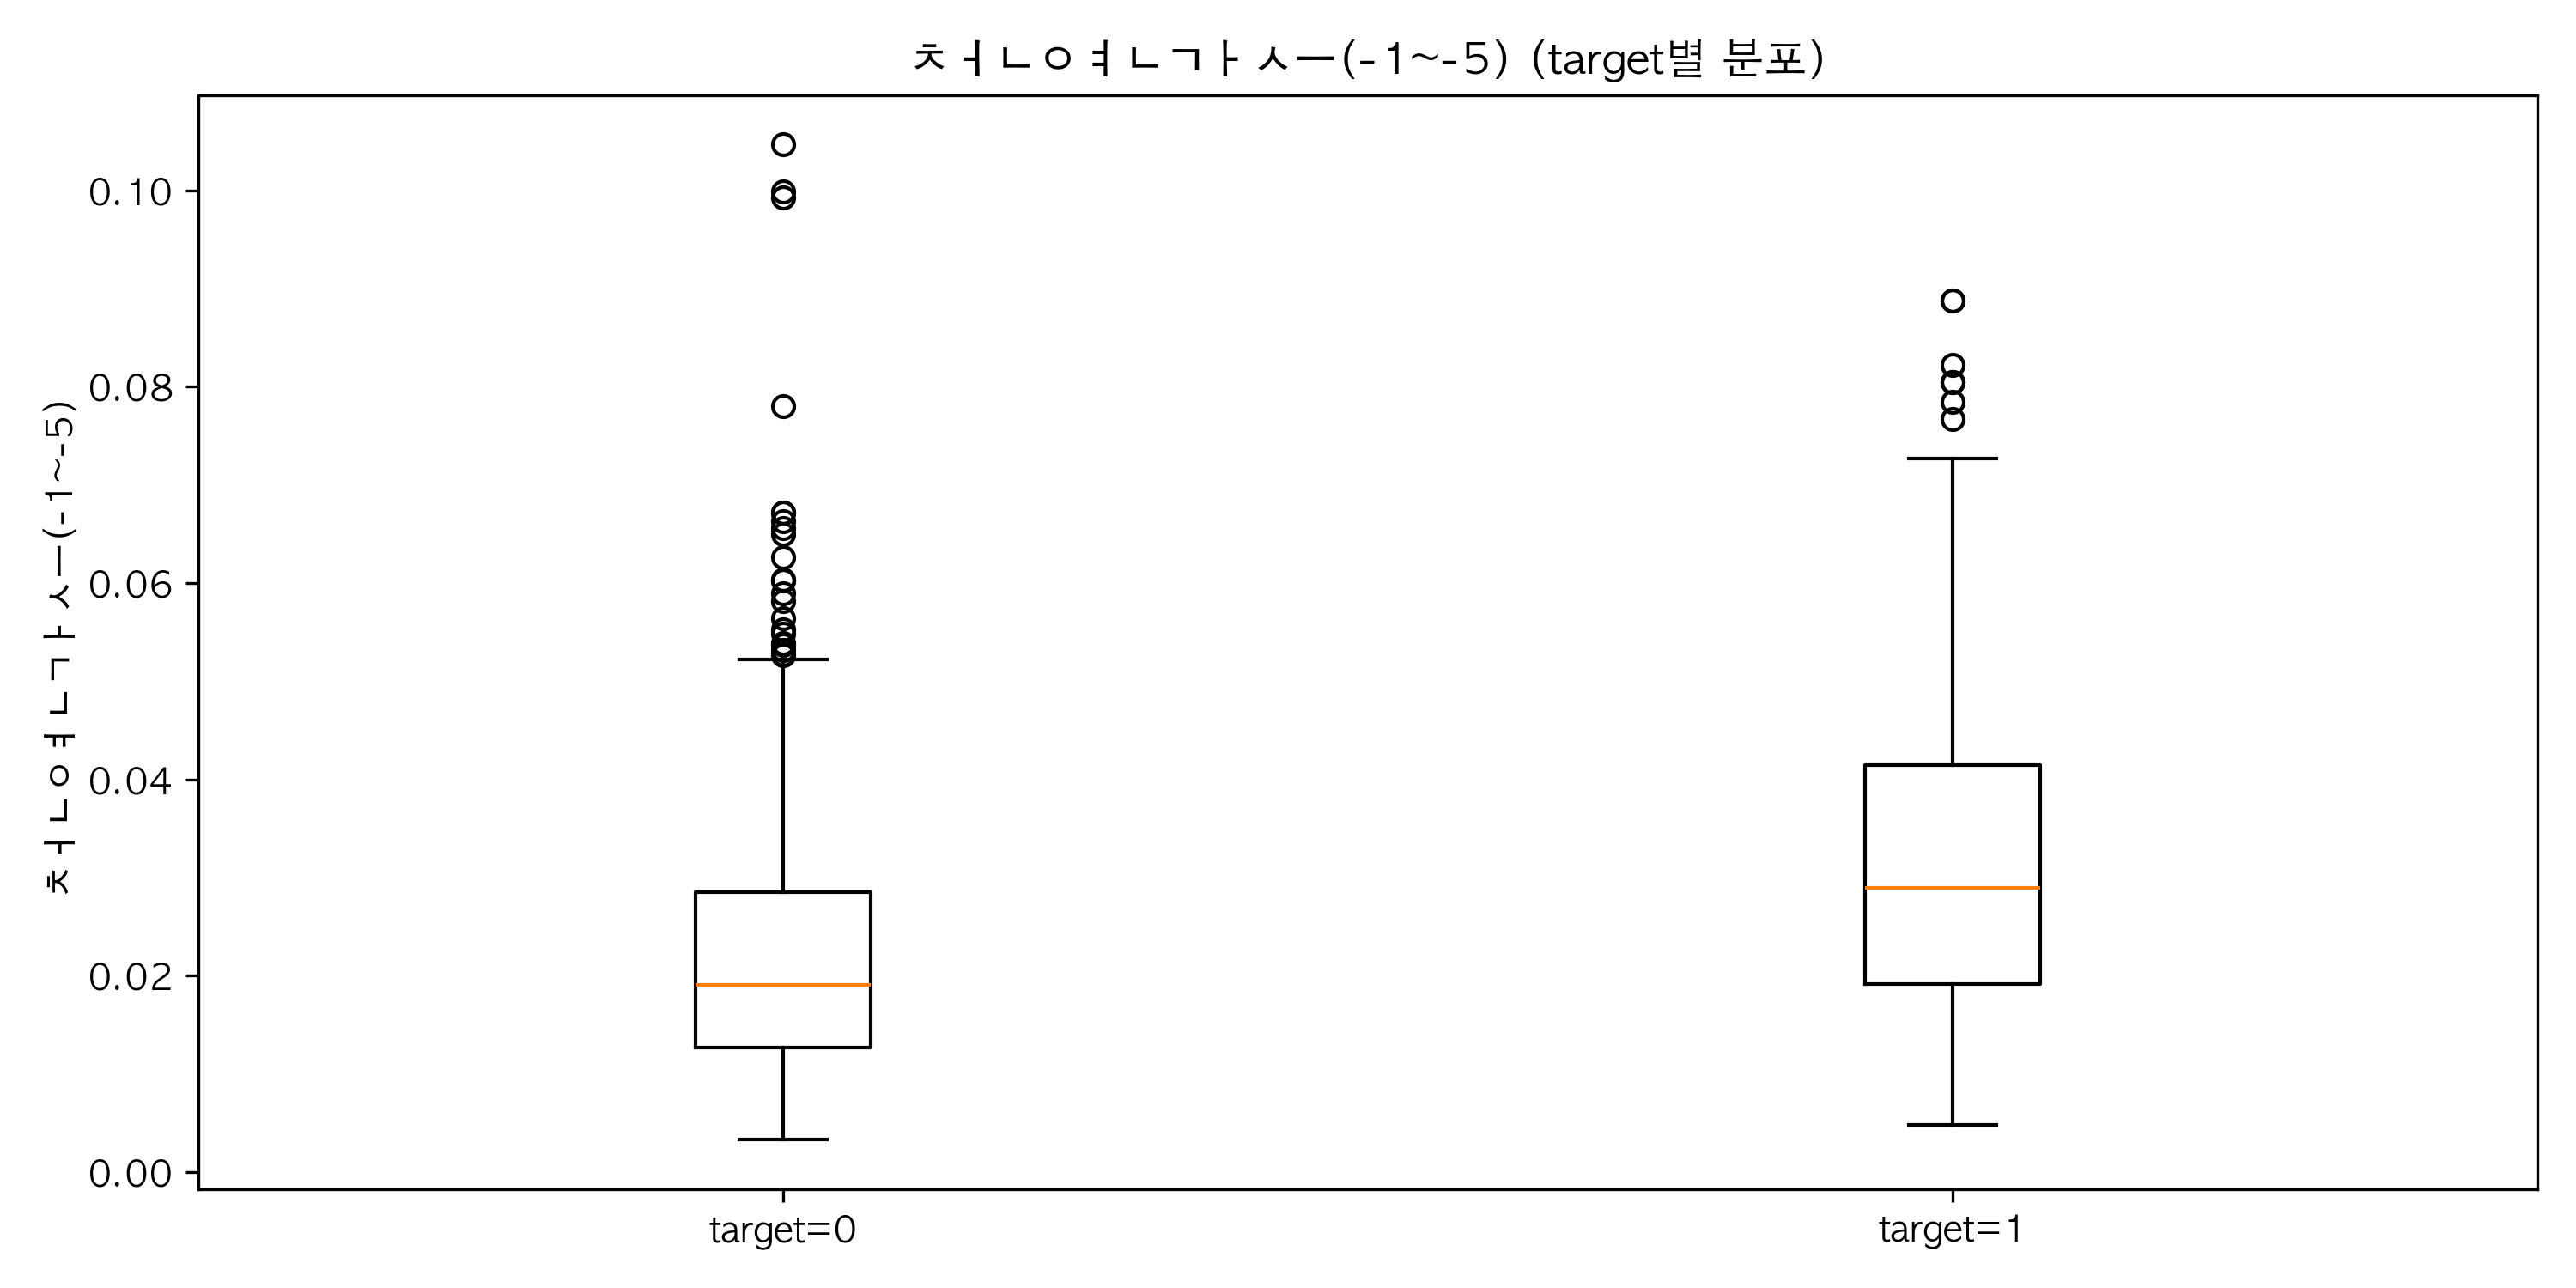 ㅊㅓㄴㅇㅕㄴㄱㅏㅅㅡ(-1~-5) (target별 분포)
ㅊㅓㄴㅇㅕㄴㄱㅏㅅㅡ(-1~-5)
0.10
0.08
0.06
0.04
0.02
0.00
target=0
target=1